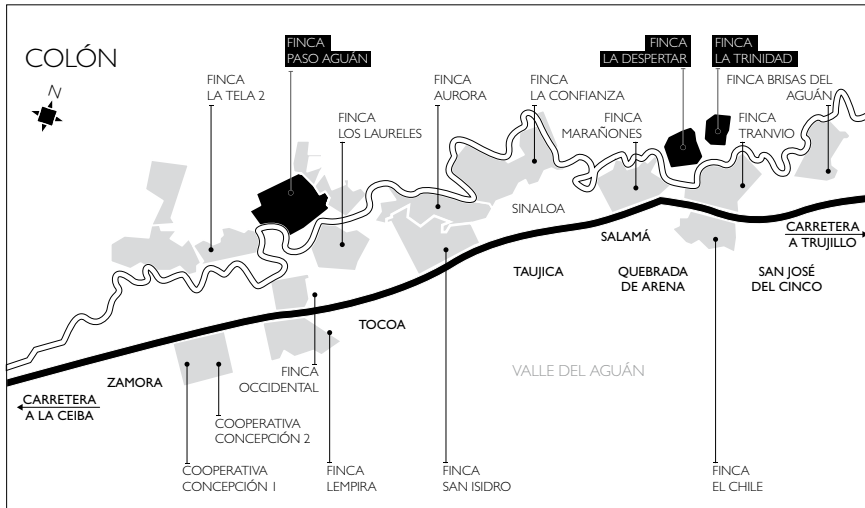 COLÓN
N
FINCA
PASO AGUÁN
FINCA
LA DESPERTAR
FINCA
LA TRINIDAD
FINCA
LA TELA 2
FINCA
AURORA
FINCA
LA CONFIANZA
FINCA BRISAS DEL
AGUÁN
FINCA
LOS LAURELES
FINCA
MARAÑONES
FINCA
TRANVIO
SINALOA
SALAMÁ
CARRETERA
A TRUJILLO
TAUJICA
QUEBRADA
DE ARENA
SAN JOSÉ
DEL CINCO
TOCOA
ZAMORA
FINCA
OCCIDENTAL
VALLE DEL AGUÁN
CARRETERA
A LA CEIBA
COOPERATIVA
CONCEPCIÓN 2
COOPERATIVA
CONCEPCIÓN 1
FINCA
LEMPIRA
FINCA
SAN ISIDRO
FINCA
EL CHILE